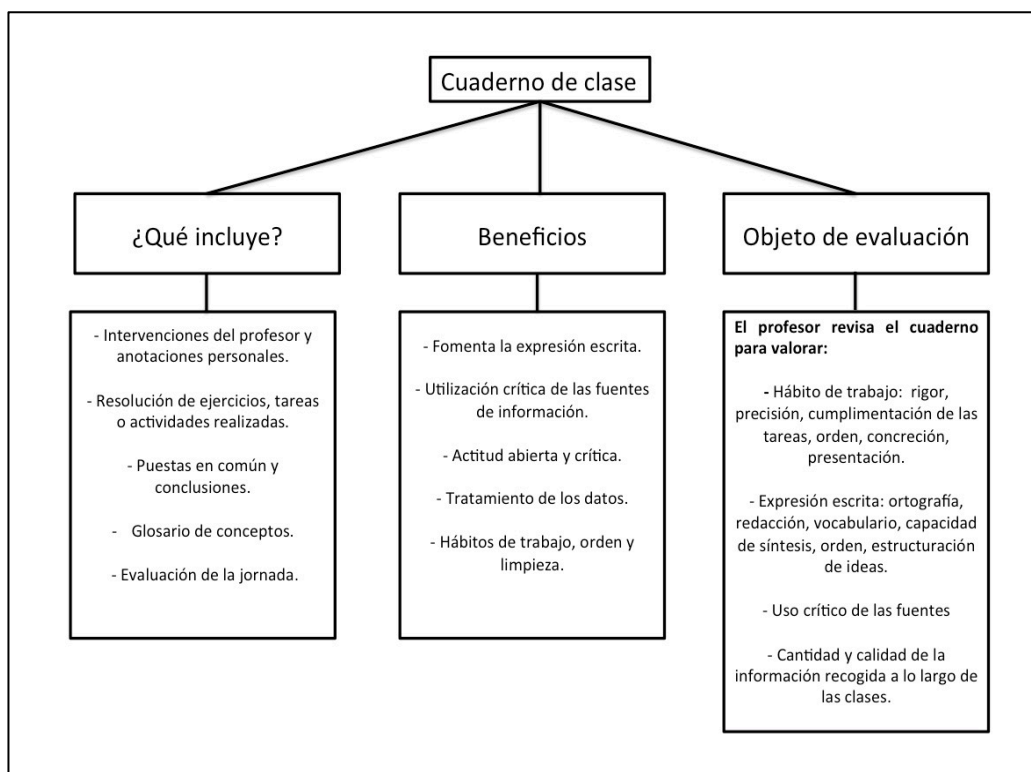 Cuaderno de clase
¿Qué incluye?
- Intervenciones del profesor y
anotaciones personales.
- Resolución de ejercicios, tareas
o actividades realizadas.
- Puestas en común y
conclusiones.
- Glosario de conceptos.
- Evaluación de la jornada.
Beneficios
- Fomenta la expresión escrita.
- Utilización crítica de las fuentes
de información.
- Actitud abierta y crítica.
- Tratamiento de los datos.
- Hábitos de trabajo, orden y
limpieza.
Objeto de evaluación
El profesor revisa el cuaderno
para valorar:
- Hábito de trabajo: rigor,
precisión, cumplimentación de las
tareas, orden, concreción,
presentación.
- Expresión escrita: ortografía,
redacción, vocabulario, capacidad
de síntesis, orden, estructuración
de ideas.
- Uso crítico de las fuentes
- Cantidad y calidad de la
información recogida a lo largo de
las clases.